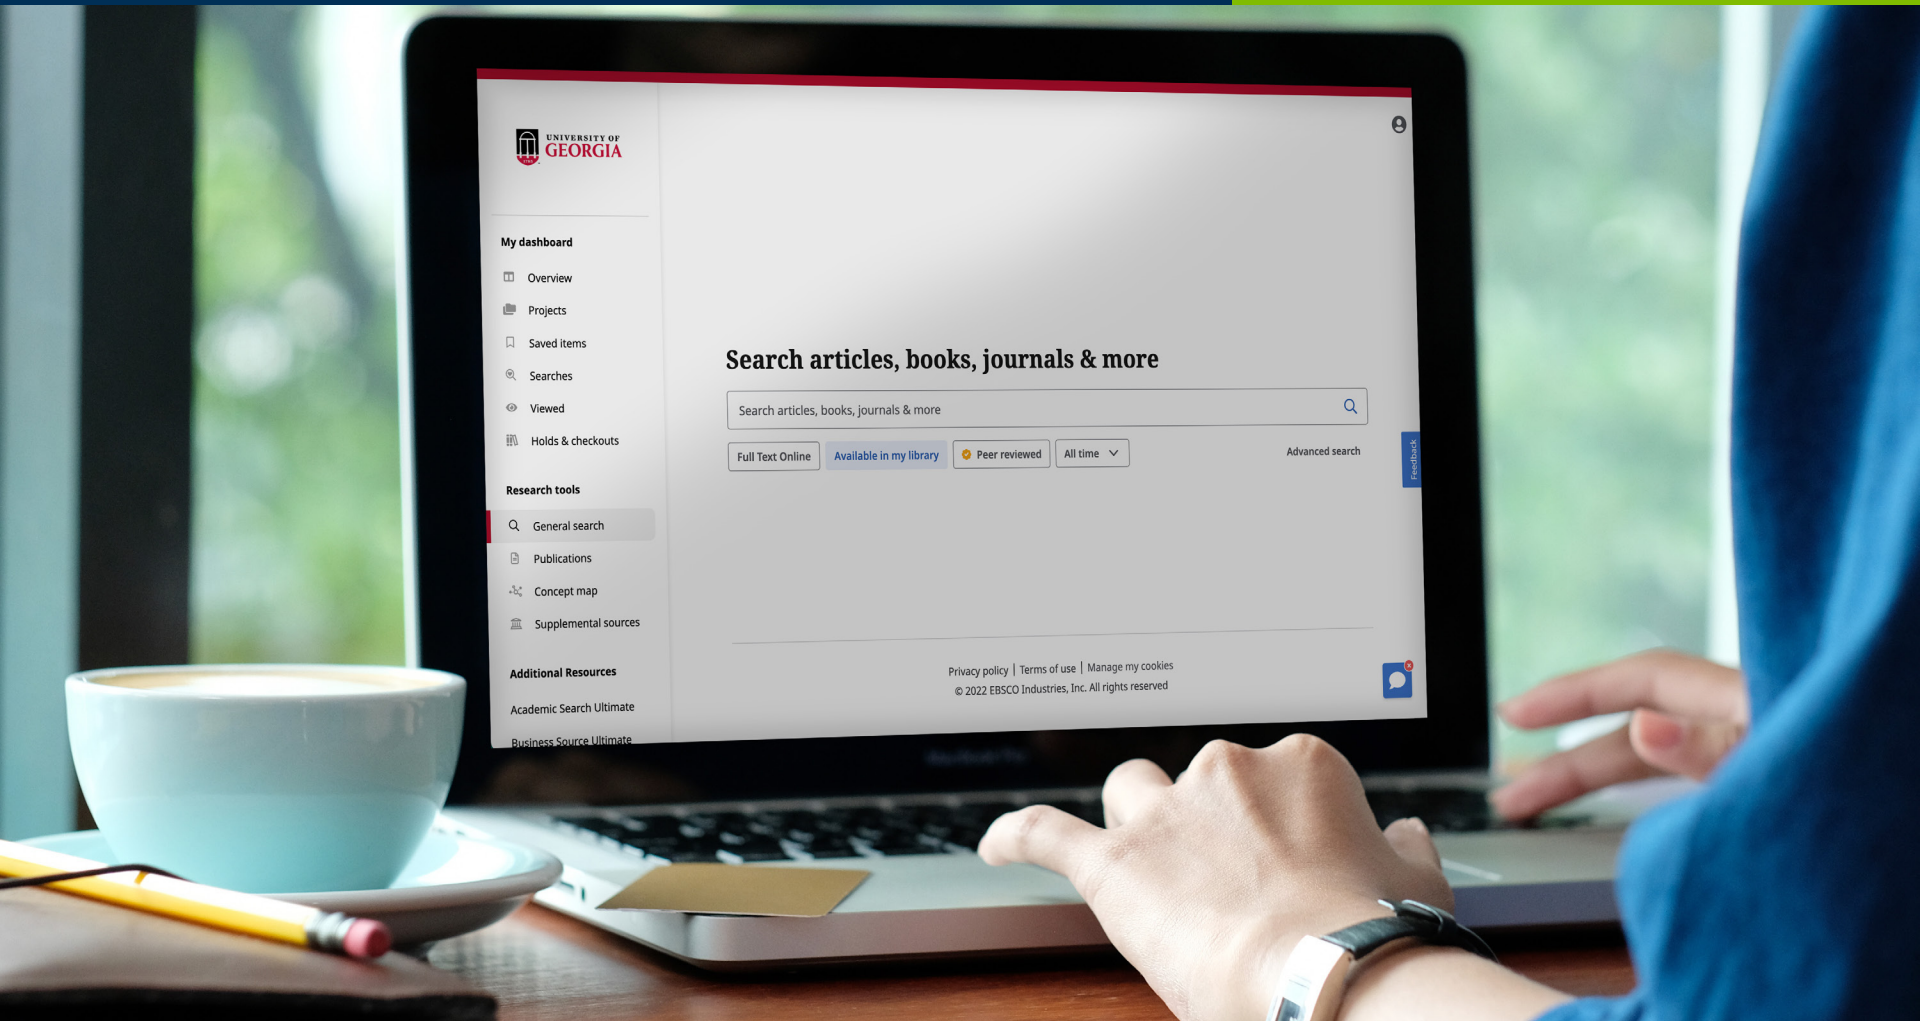 UNIVERSITY OF
GEORGIA
My dashboard
Overview
Projects
Saved items
Searches
Viewed
Holds & checkouts
Research tools
General search
Publications
Concept map
Supplemental sources
Additional Resources
Academic Search Ultimate
Business Source Ultimate
Search articles, books, journals & more
Search articles, books, journals & more
Full Text Online
Available in my library
Peer reviewed
All time
Advanced search
Feedback
Privacy policy | Terms of use | Manage my cookies
© 2022 EBSCO Industries, Inc. All rights reserved